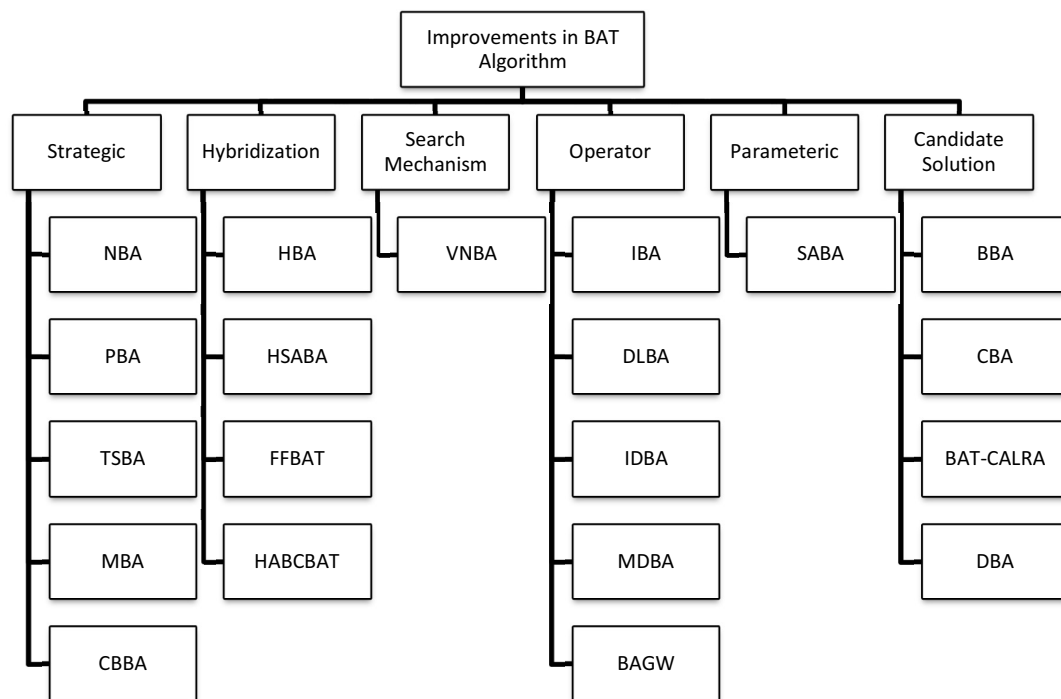 Improvements in BAT
Algorithm
Strategic
Hybridization
Search
Mechanism
Operator
Parameteric
Candidate
Solution
NBA
HBA
VNBA
IBA
SABA
BBA
PBA
HSABA
DLBA
CBA
TSBA
FFBAT
IDBA
BAT-CALRA
MBA
HABCBAT
MDBA
DBA
CBBA
BAGW